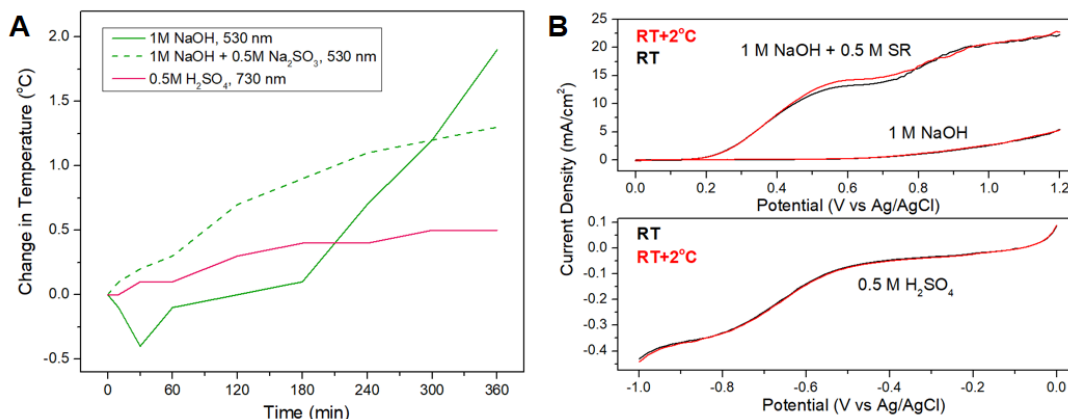 A
1M NaOH, 530 nm
1M NaOH + 0.5M Na₂SO₃, 530 nm
0.5M H₂SO₄, 730 nm
2.0
1.5
1.0
0.5
0.0
-0.5
Change in Temperature (°C)
0 60 120 180 240 300 360
Time (min)
B
RT+2°C
RT
1 M NaOH + 0.5 M SR
1 M NaOH
25
20
15
10
5
0
0.0 0.2 0.4 0.6 0.8 1.0 1.2
Potential (V vs Ag/AgCl)
Current Density (mA/cm²)
RT
RT+2°C
0.5 M H₂SO₄
0.1
0.0
-0.1
-0.2
-0.3
-0.4
-1.0 -0.8 -0.6 -0.4 -0.2 0.0
Potential (V vs Ag/AgCl)